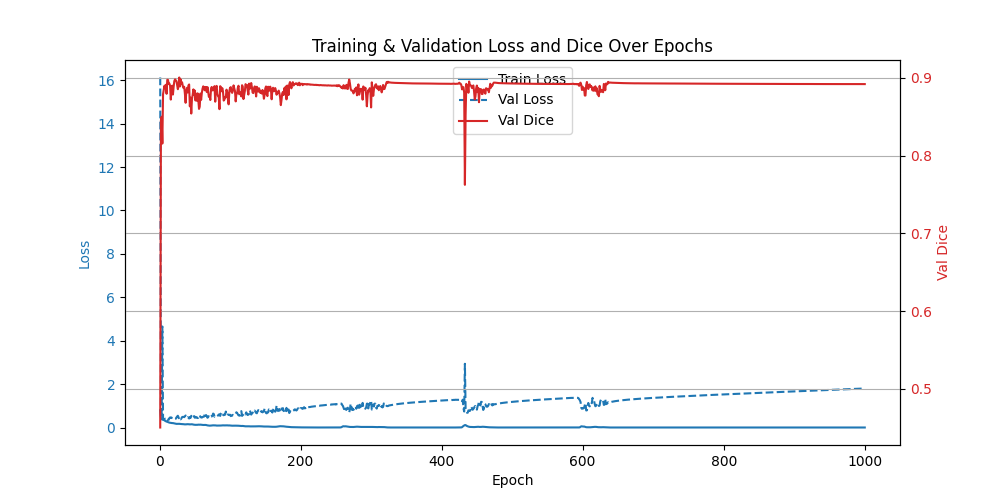 Training & Validation Loss and Dice Over Epochs
Train Loss
Val Loss
Val Dice
16
14
12
10
8
6
4
2
0
Loss
0.9
0.8
0.7
0.6
0.5
Val Dice
0
200
400
600
800
1000
Epoch